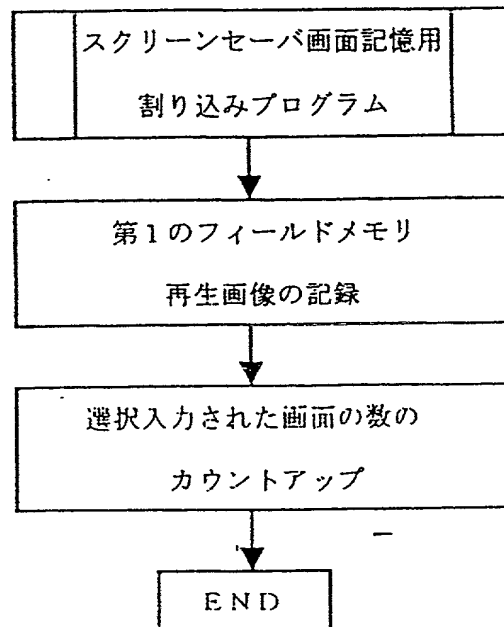 スクリーンセーバ画面記憶用
割り込みプログラム
第1のフィールドメモリ
再生画像の記録
選択入力された画面の数の
カウントアップ
END